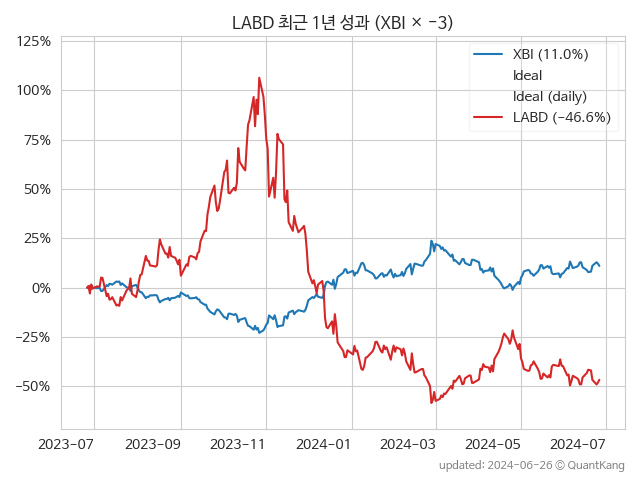 LABD 최근 1년 성과 (XBI × −3)
125%
100%
75%
50%
25%
0%
−25%
−50%
XBI (11.0%)
Ideal
Ideal (daily)
LABD (−46.6%)
2023-07 2023-09 2023-11 2024-01 2024-03 2024-05 2024-07
updated: 2024-06-26 © QuantKang